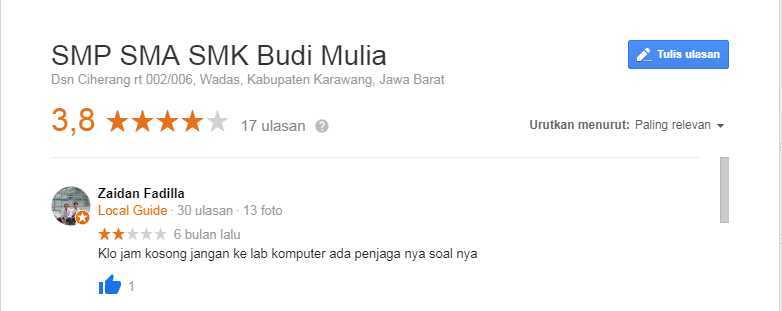 SMP SMA SMK Budi Mulia
Tulis ulasan
Dsn Ciherang rt 002/006, Wadas, Kabupaten Karawang, Jawa Barat
3,8 17 ulasan ?
Urutkan menurut: Paling relevan
Zaidan Fadilla
Local Guide · 30 ulasan · 13 foto
6 bulan lalu
Klo jam kosong jangan ke lab komputer ada penjaga nya soal nya
1